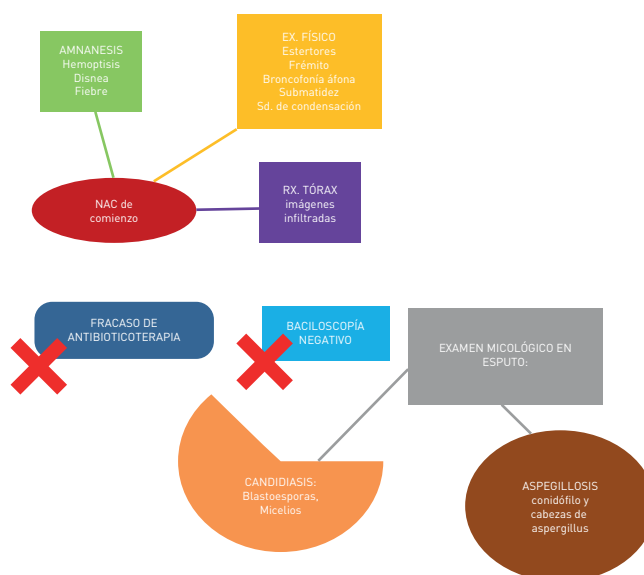 AMNANESIS
Hemoptisis
Disnea
Fiebre
EX. FÍSICO
Estertores
Frémito
Broncofonía áfona
Submatidez
Sd. de condensación
NAC de
comienzo
RX. TÓRAX
imágenes
infiltradas
FRACASO DE
ANTIBIOTICOTERAPIA
BACILOSCOPÍA
NEGATIVO
EXAMEN MICOLÓGICO EN
ESPUTO:
CANDIDIASIS:
Blastoesporas,
Micelios
ASPEGILLOSIS
conidófilo y
cabezas de
aspergillus